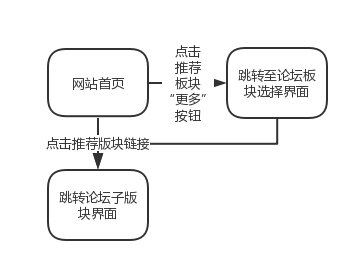 网站首页
点击
推荐
板块
“更多”
按钮
跳转至论坛板
块选择界面
点击推荐版块链接
跳转论坛子版
块界面